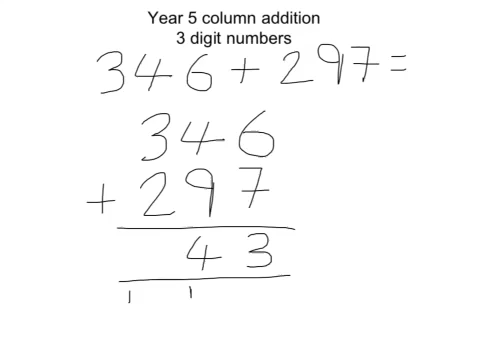 Year 5 column addition
3 digit numbers
346 + 297 =
346
+ 297
43
1 1